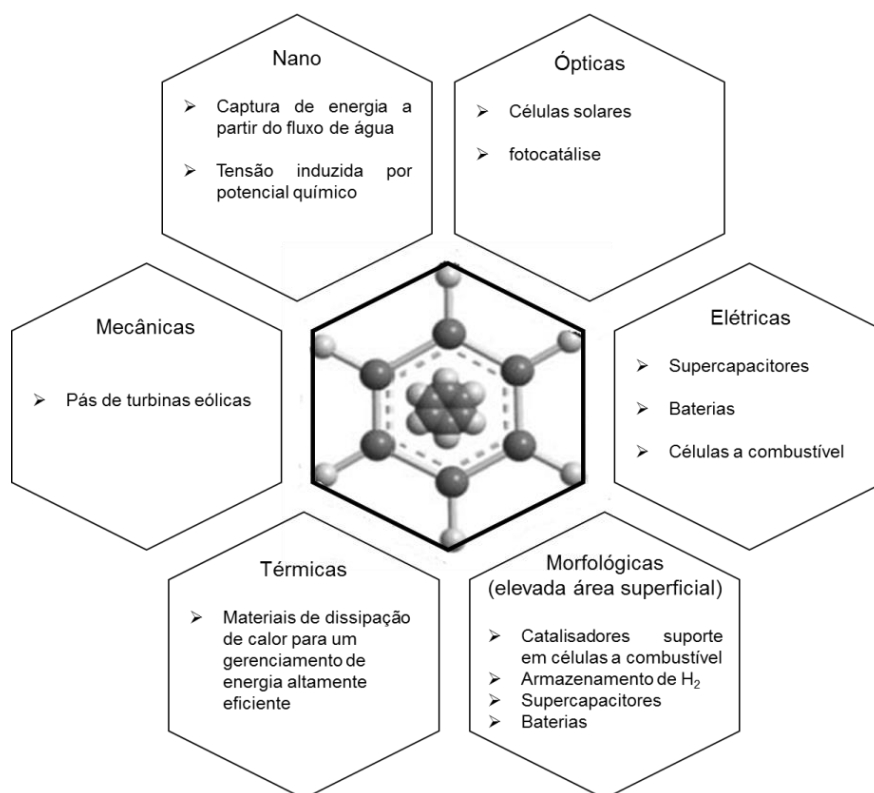 Nano
➢ Captura de energia a
partir do fluxo de água
➢ Tensão induzida por
potencial químico
Ópticas
➢ Células solares
➢ fotocatálise
Mecânicas
➢ Pás de turbinas eólicas
Elétricas
➢ Supercapacitores
➢ Baterias
➢ Células a combustível
Térmicas
➢ Materiais de dissipação
de calor para um
gerenciamento de
energia altamente
eficiente
Morfológicas
(elevada área superficial)
➢ Catalisadores suporte
em células a combustível
➢ Armazenamento de H₂
➢ Supercapacitores
➢ Baterias